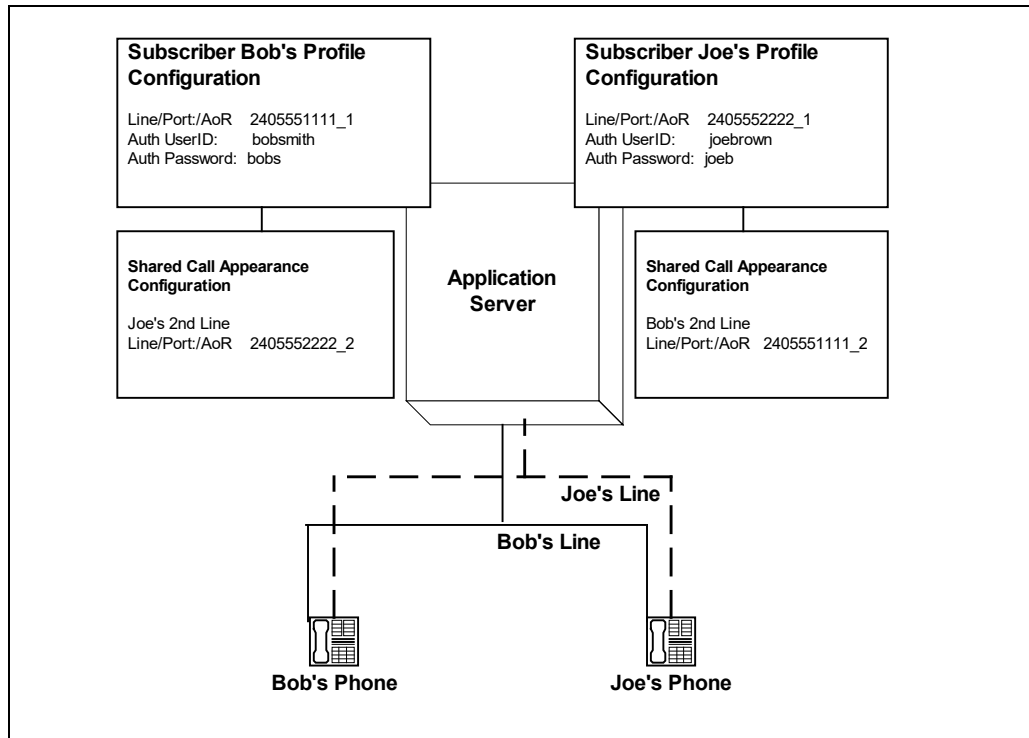 Subscriber Bob's Profile
Configuration
Line/Port:/AoR 2405551111_1
Auth UserID: bobsmith
Auth Password: bobs
Subscriber Joe's Profile
Configuration
Line/Port:/AoR 2405552222_1
Auth UserID: joebrown
Auth Password: joeb
Shared Call Appearance
Configuration
Joe's 2nd Line
Line/Port:/AoR 2405552222_2
Application
Server
Shared Call Appearance
Configuration
Bob's 2nd Line
Line/Port:/AoR 2405551111_2
Joe's Line
Bob's Line
Bob's Phone
Joe's Phone